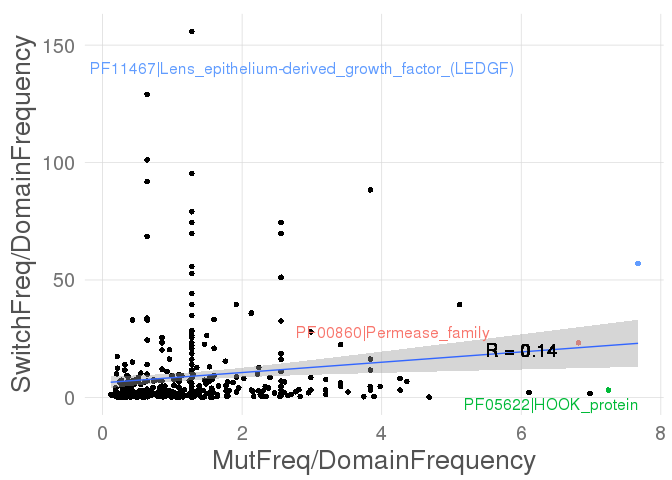 150
PF11467|Lens_epithelium-derived_growth_factor_(LEDGF)
100
50
PF00860|Permease_family
R = 0.14
0
PF05622|HOOK_protein
0 2 4 6 8
MutFreq/DomainFrequency
SwitchFreq/DomainFrequency